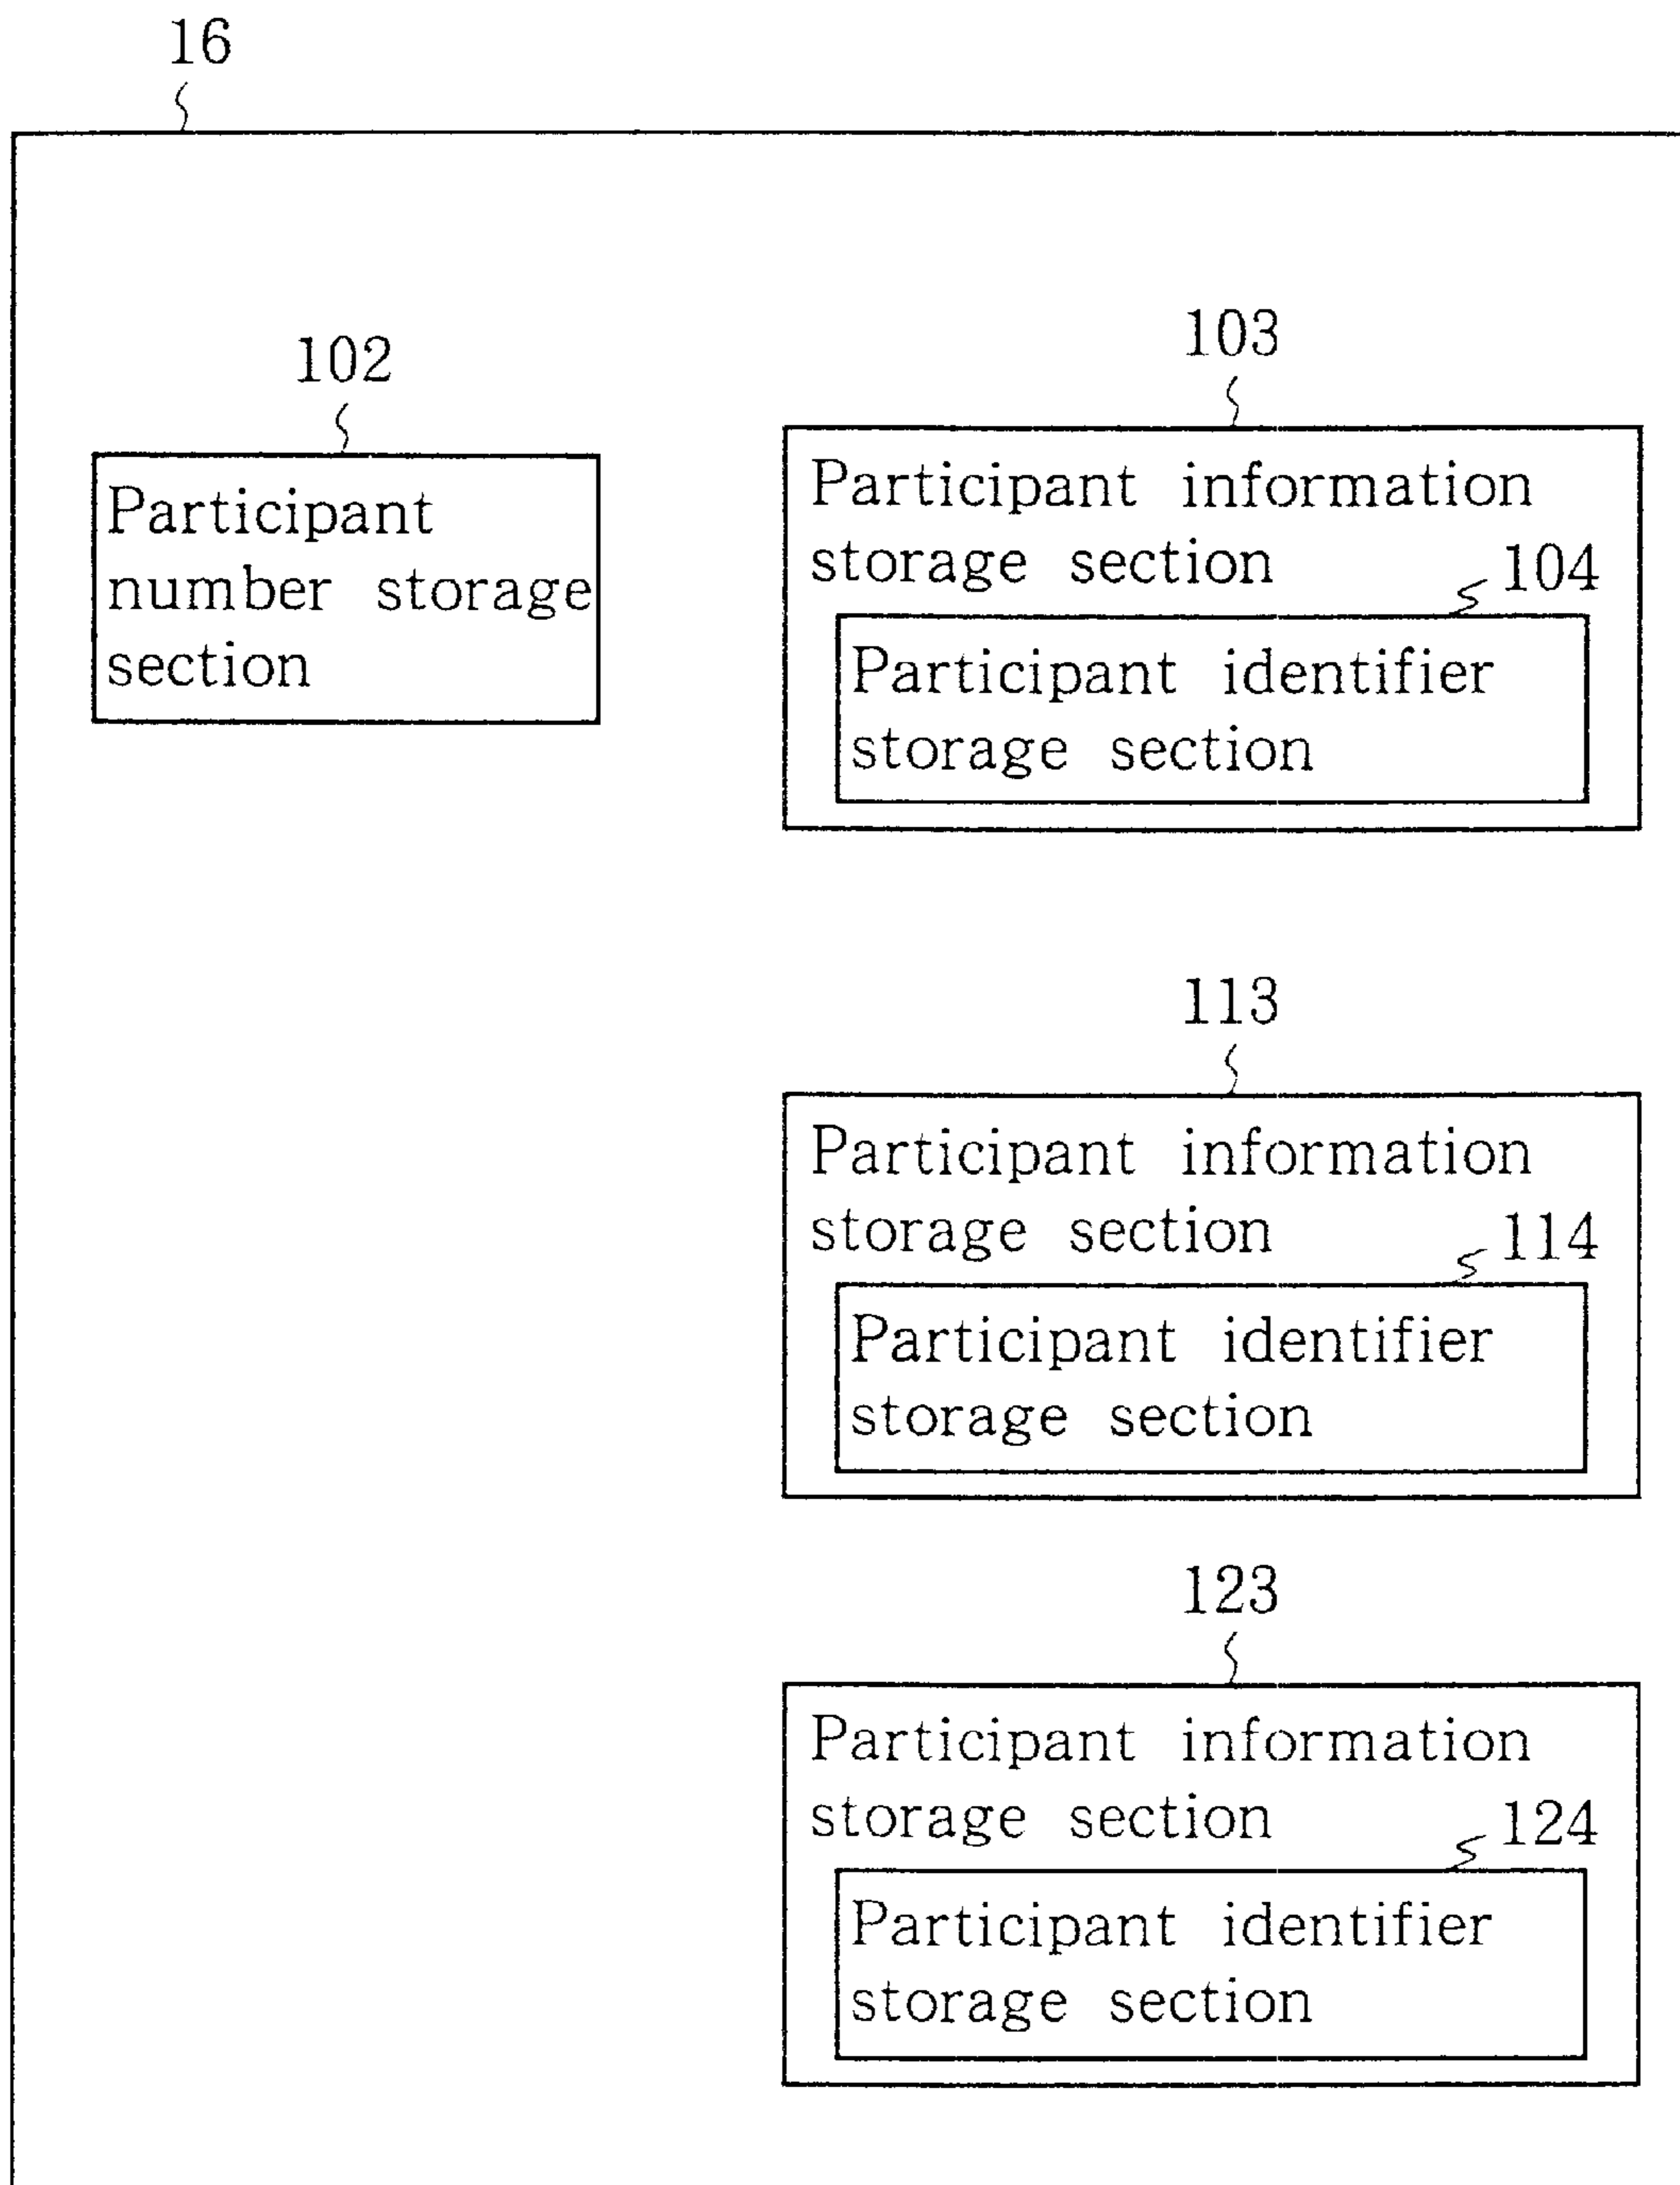 16
102
Participant
number storage
section
103
Participant information
storage section
104
Participant identifier
storage section
113
Participant information
storage section
114
Participant identifier
storage section
123
Participant information
storage section
124
Participant identifier
storage section